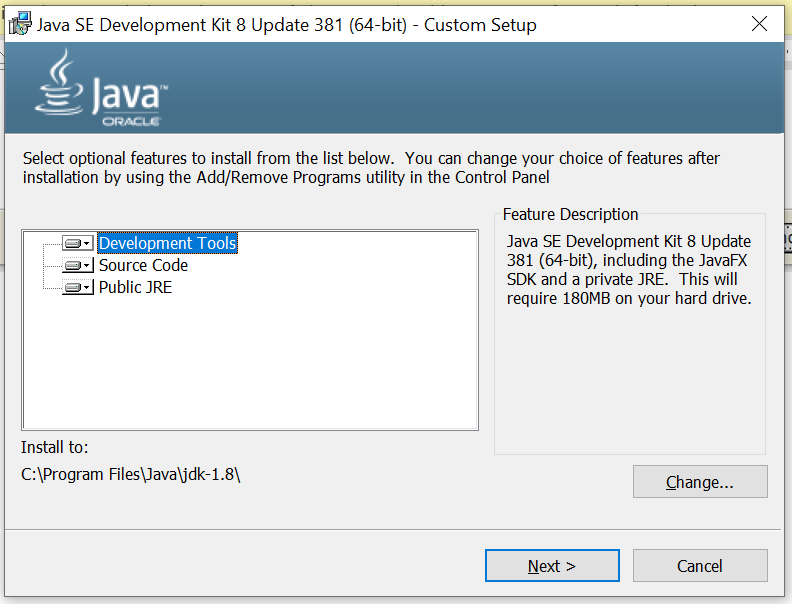 Java SE Development Kit 8 Update 381 (64-bit) - Custom Setup
Java™
ORACLE
Select optional features to install from the list below.  You can change your choice of features after
installation by using the Add/Remove Programs utility in the Control Panel
Development Tools
Source Code
Public JRE
Feature Description
Java SE Development Kit 8 Update
381 (64-bit), including the JavaFX
SDK and a private JRE.  This will
require 180MB on your hard drive.
Install to:
C:\Program Files\Java\jdk-1.8\
Change...
Next >
Cancel